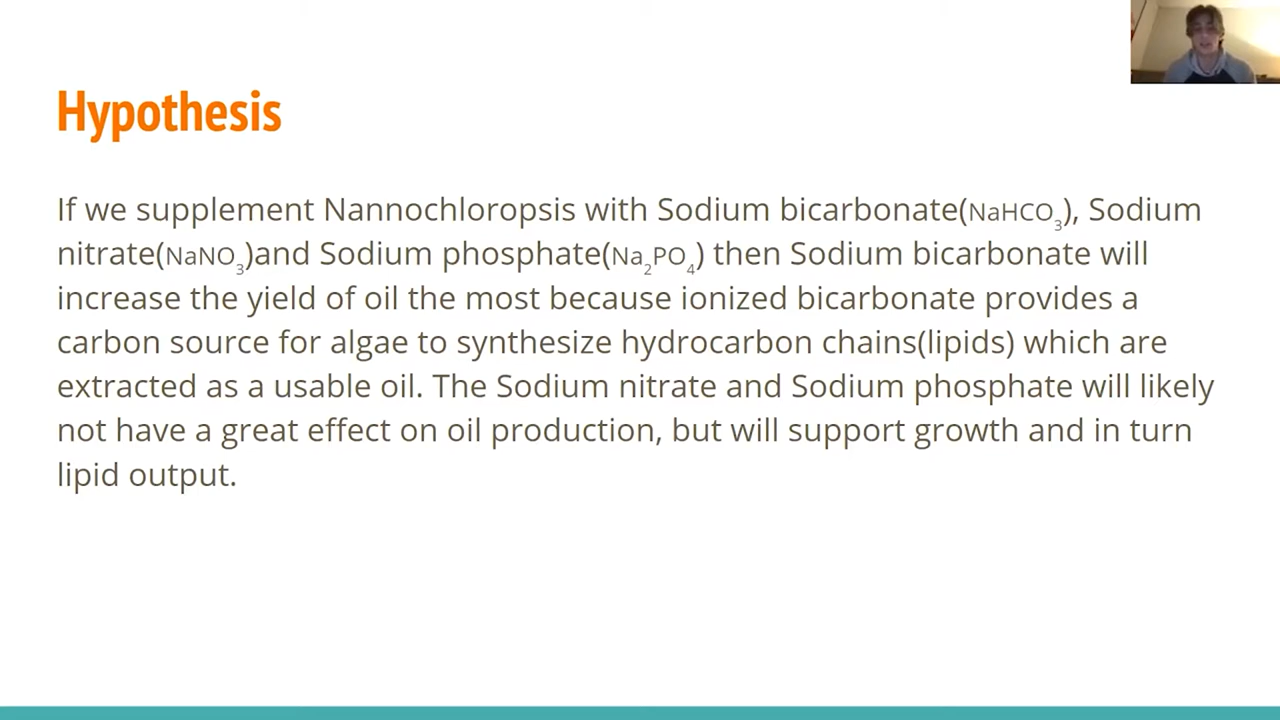 Hypothesis
If we supplement Nannochloropsis with Sodium bicarbonate(NaHCO₃), Sodium
nitrate(NaNO₃)and Sodium phosphate(Na₂PO₄) then Sodium bicarbonate will
increase the yield of oil the most because ionized bicarbonate provides a
carbon source for algae to synthesize hydrocarbon chains(lipids) which are
extracted as a usable oil. The Sodium nitrate and Sodium phosphate will likely
not have a great effect on oil production, but will support growth and in turn
lipid output.